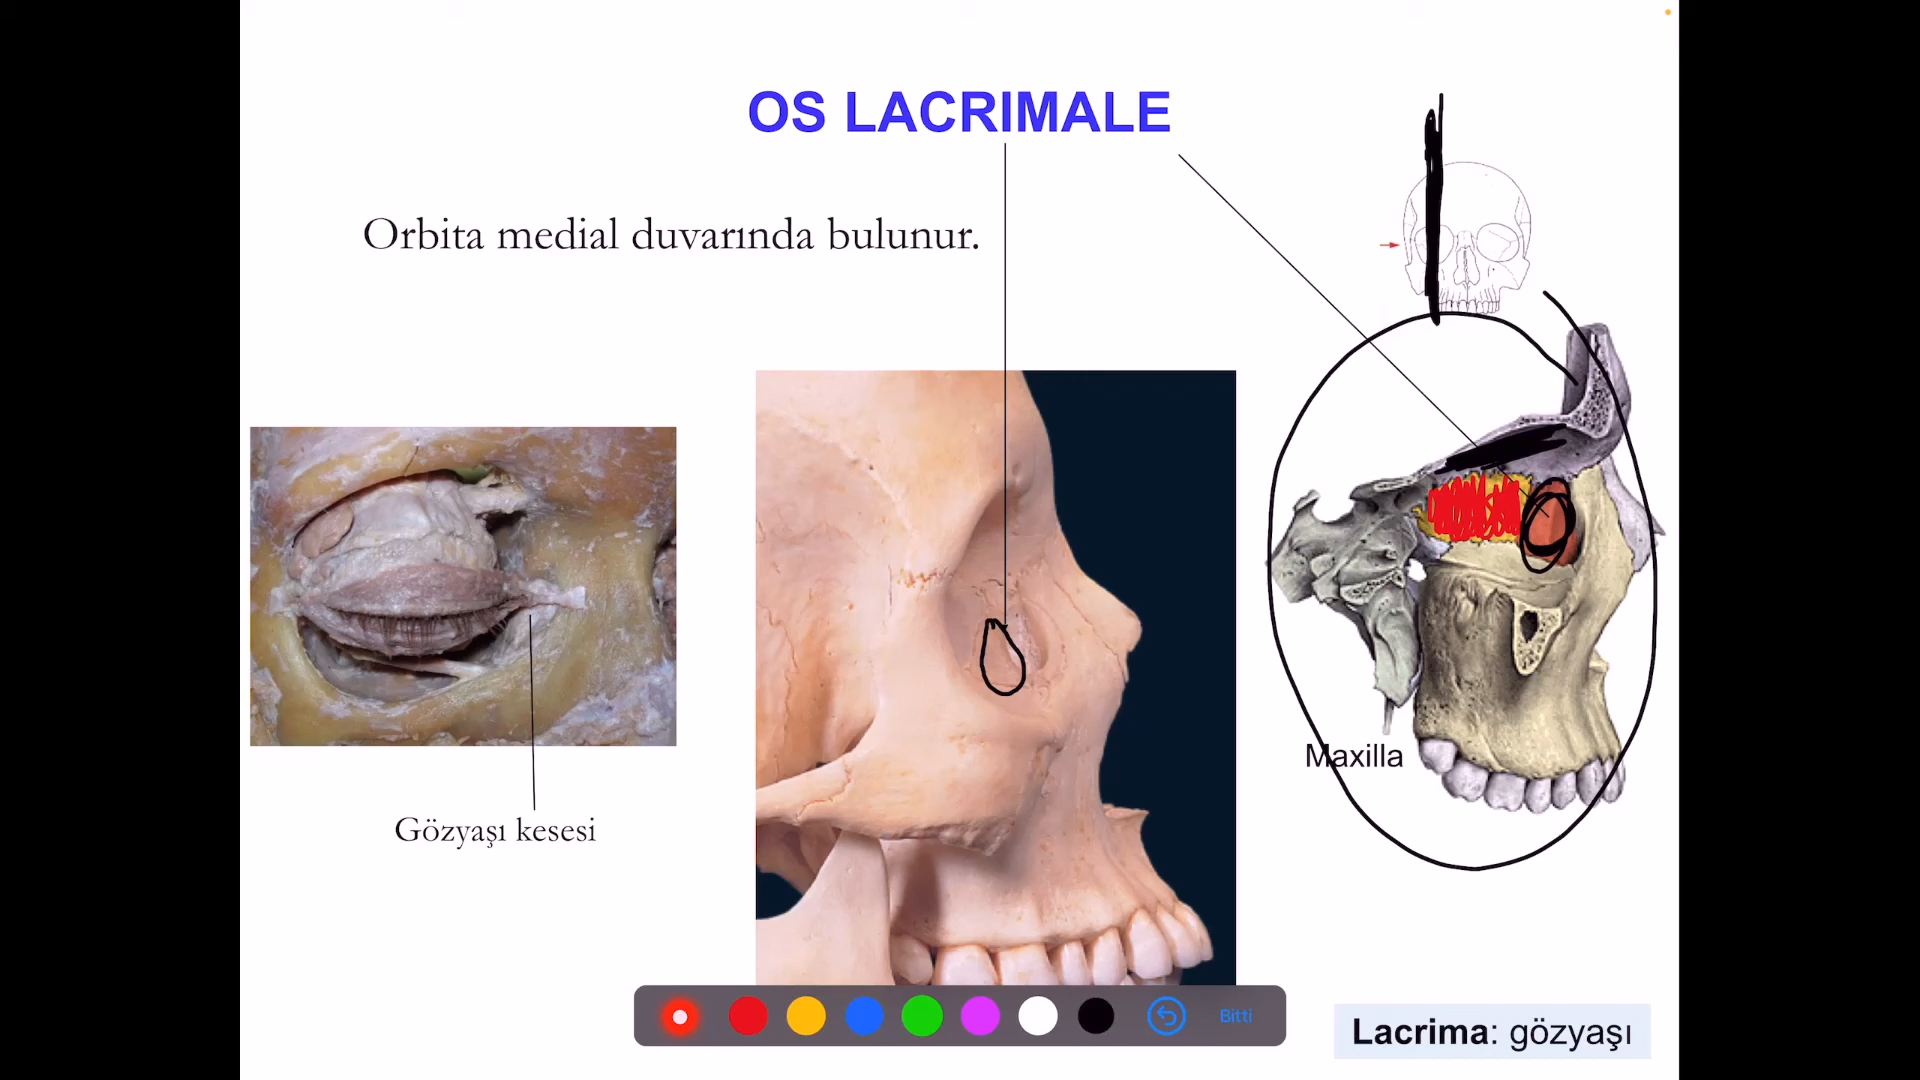 OS LACRIMALE
Orbita medial duvarında bulunur.
Gözyaşı kesesi
Maxilla
Bitti
Lacrima: gözyaşı